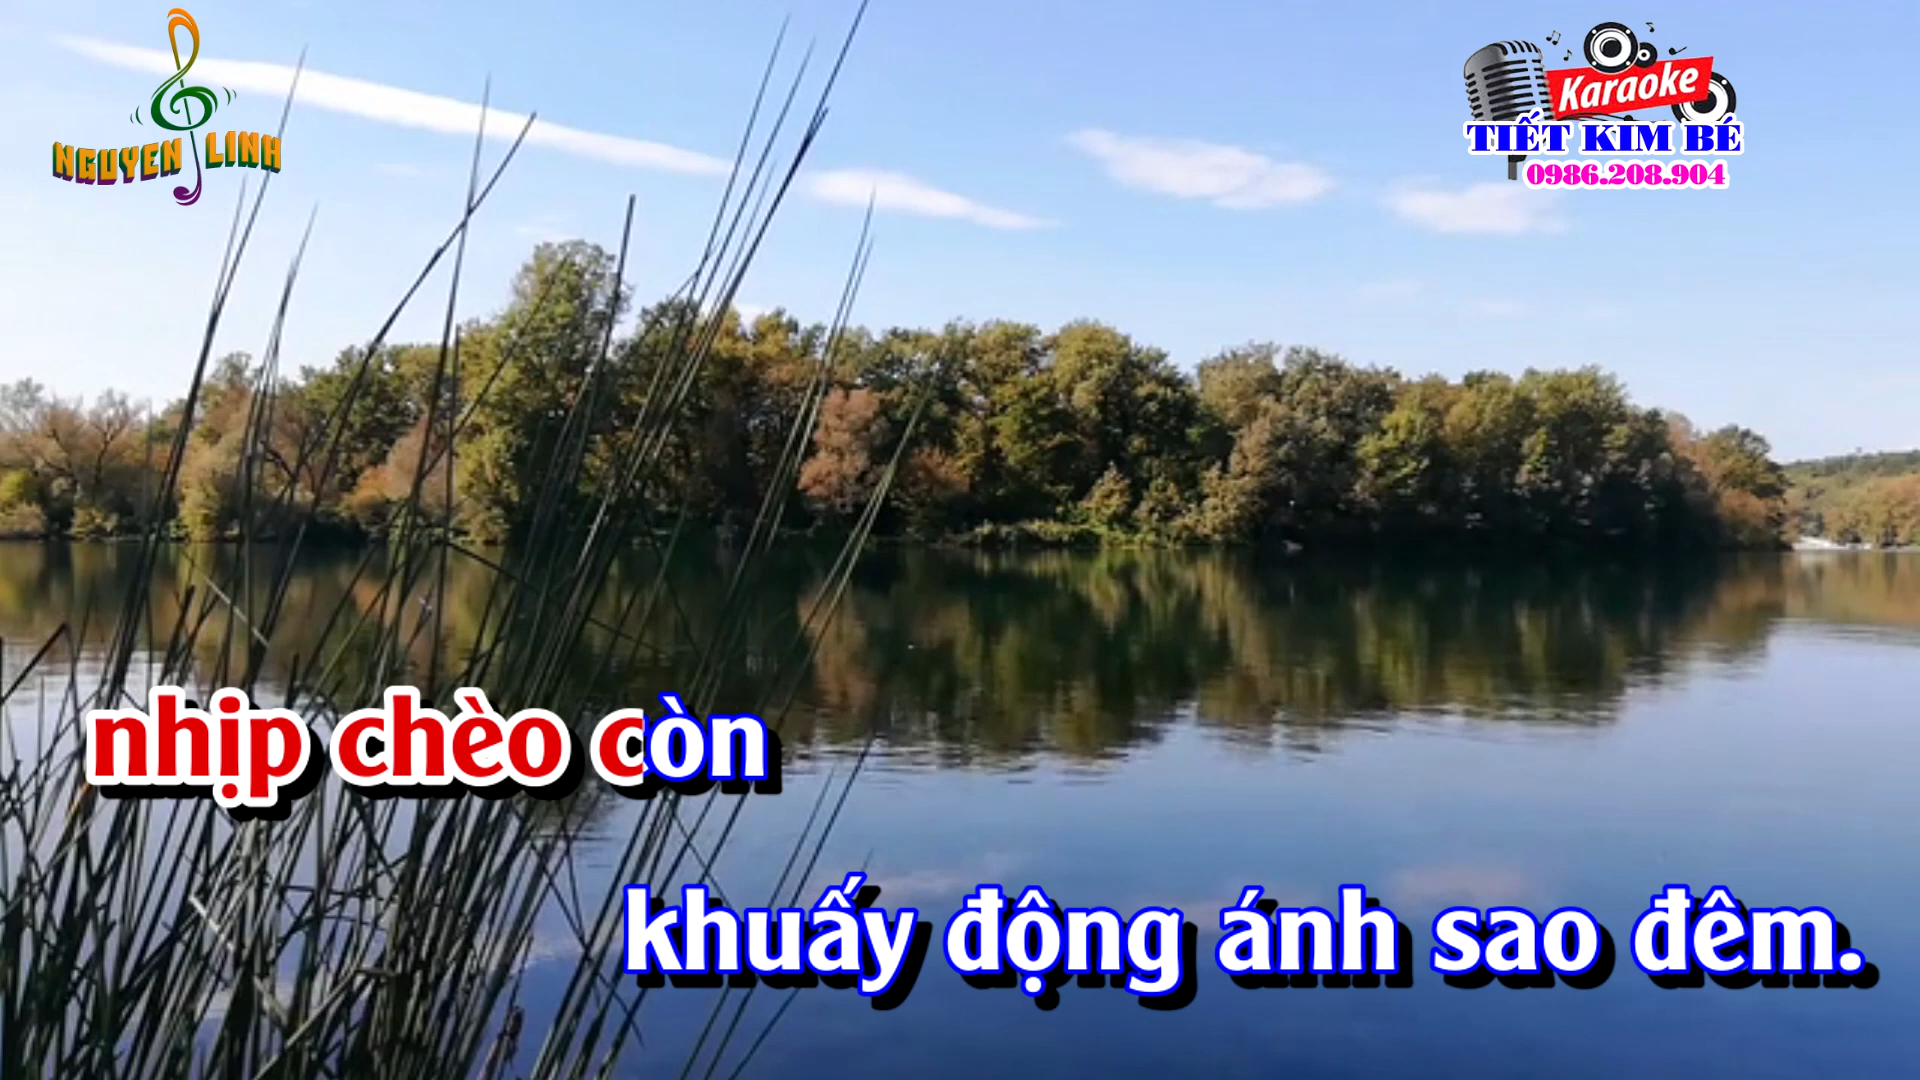 NGUYEN LINH
Karaoke
TIẾT KIM BÉ
0986.208.904
nhịp chèo còn
khuấy động ánh sao đêm.